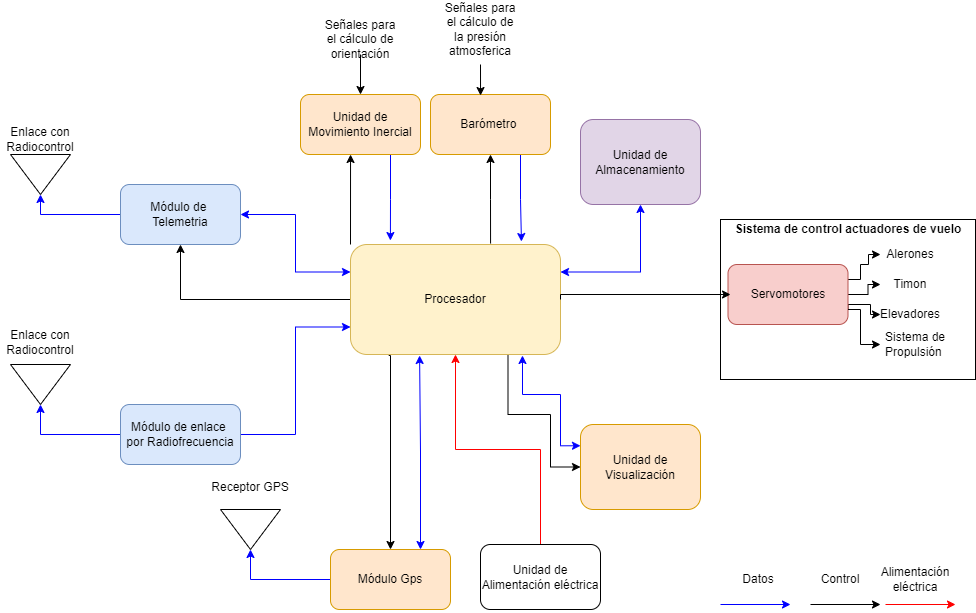 Señales para
el cálculo de
orientación
Señales para
el cálculo de
la presión
atmosferica
Enlace con
Radiocontrol
Unidad de
Movimiento Inercial
Barómetro
Unidad de
Almacenamiento
Módulo de
Telemetria
Sistema de control actuadores de vuelo
Alerones
Servomotores
Timon
Elevadores
Sistema de
Propulsión
Procesador
Enlace con
Radiocontrol
Módulo de enlace
por Radiofrecuencia
Unidad de
Visualización
Receptor GPS
Módulo Gps
Unidad de
Alimentación eléctrica
Datos
Control
Alimentación
eléctrica